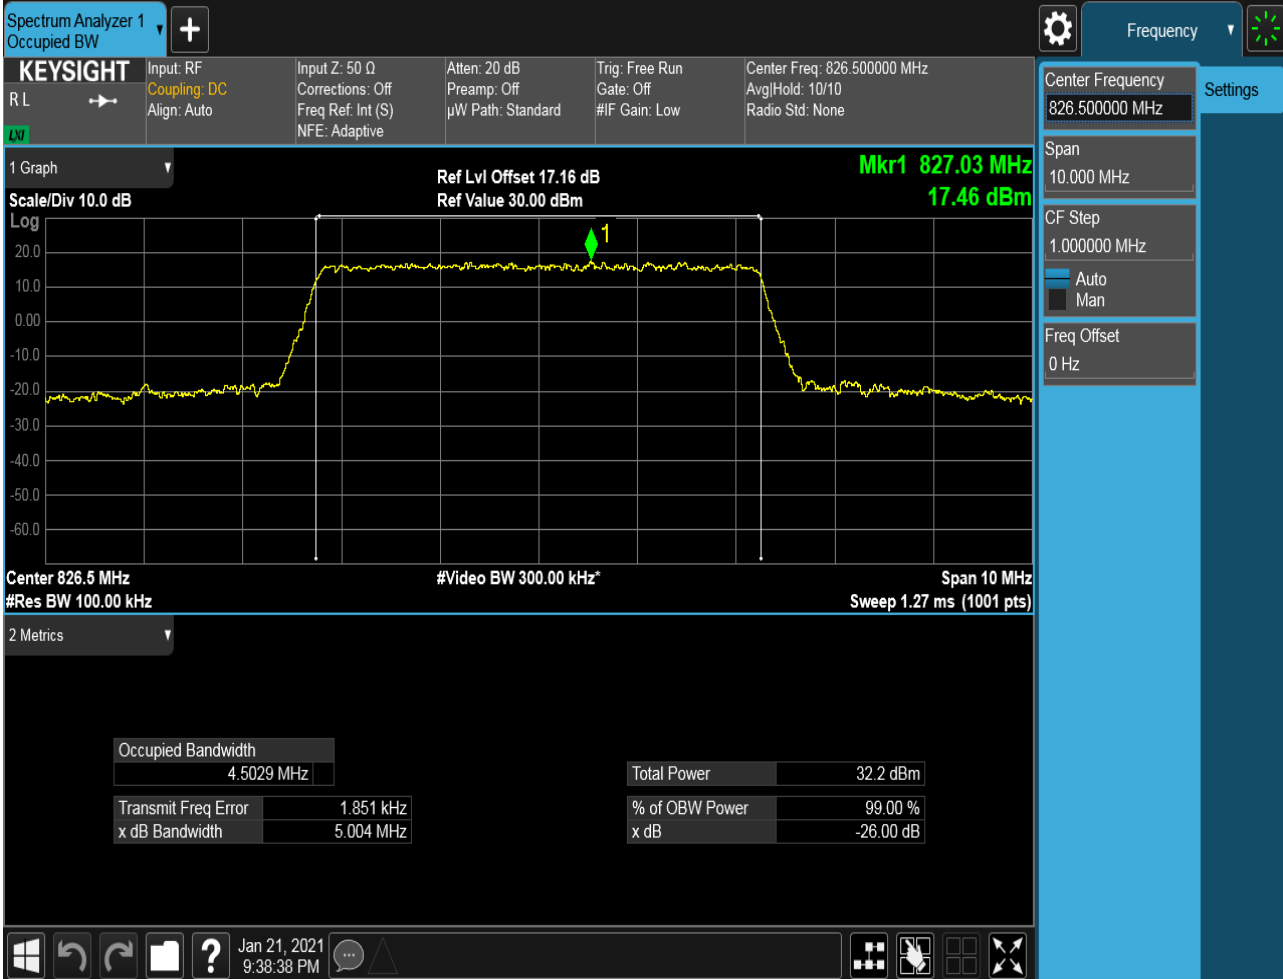 Spectrum Analyzer 1
Occupied BW
+
Frequency
KEYSIGHT
R L
LXI
Input: RF
Coupling: DC
Align: Auto
Input Z: 50 Ω
Corrections: Off
Freq Ref: Int (S)
NFE: Adaptive
Atten: 20 dB
Preamp: Off
µW Path: Standard
Trig: Free Run
Gate: Off
#IF Gain: Low
Center Freq: 826.500000 MHz
Avg|Hold: 10/10
Radio Std: None
Center Frequency
826.500000 MHz
Settings
Span
10.000 MHz
CF Step
1.000000 MHz
Auto
Man
Freq Offset
0 Hz
1 Graph
Scale/Div 10.0 dB
Ref Lvl Offset 17.16 dB
Ref Value 30.00 dBm
Mkr1 827.03 MHz
17.46 dBm
Log
1
20.0
10.0
0.00
-10.0
-20.0
-30.0
-40.0
-50.0
-60.0
Center 826.5 MHz
#Video BW 300.00 kHz*
Span 10 MHz
#Res BW 100.00 kHz
Sweep 1.27 ms (1001 pts)
2 Metrics
Occupied Bandwidth
4.5029 MHz
Total Power 32.2 dBm
Transmit Freq Error 1.851 kHz
% of OBW Power 99.00 %
x dB Bandwidth 5.004 MHz
x dB -26.00 dB
?
Jan 21, 2021
9:38:38 PM